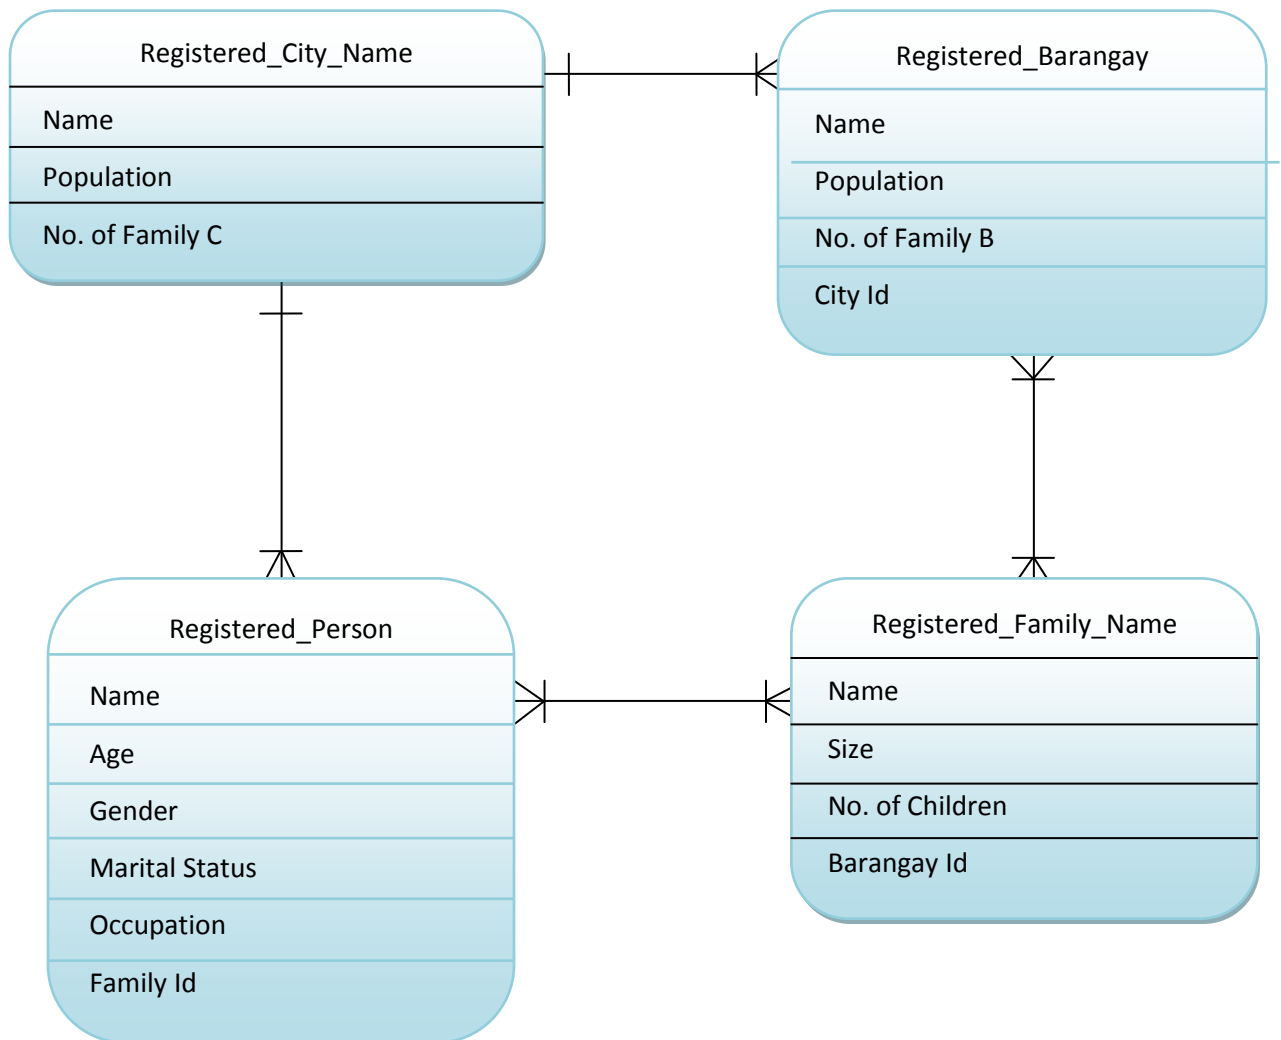 Registered_City_Name
Name
Population
No. of Family C
Registered_Barangay
Name
Population
No. of Family B
City Id
Registered_Person
Name
Age
Gender
Marital Status
Occupation
Family Id
Registered_Family_Name
Name
Size
No. of Children
Barangay Id